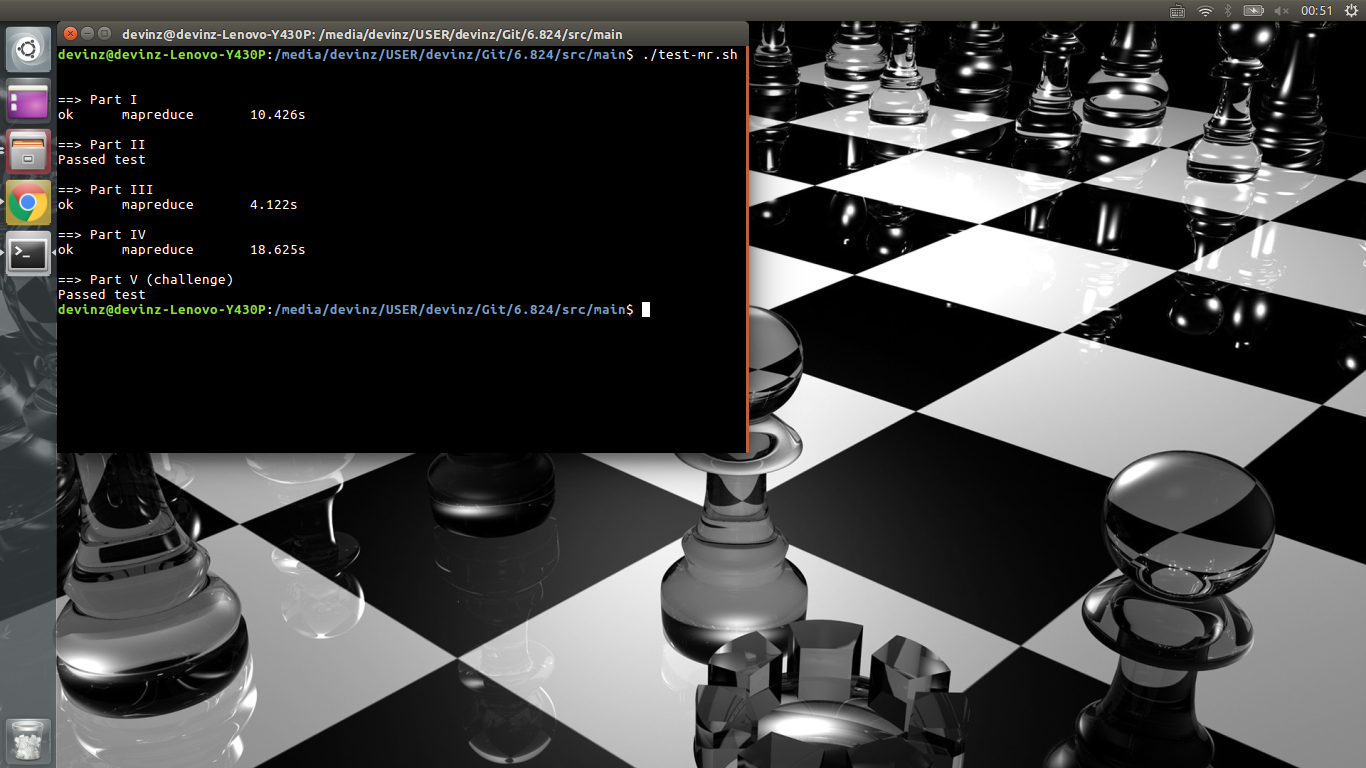 00:51
devinz@devinz-Lenovo-Y430P: /media/devinz/USER/devinz/Git/6.824/src/main
devinz@devinz-Lenovo-Y430P:/media/devinz/USER/devinz/Git/6.824/src/main$ ./test-mr.sh
==> Part I
ok mapreduce 10.426s
==> Part II
Passed test
==> Part III
ok mapreduce 4.122s
==> Part IV
ok mapreduce 18.625s
==> Part V (challenge)
Passed test
devinz@devinz-Lenovo-Y430P:/media/devinz/USER/devinz/Git/6.824/src/main$